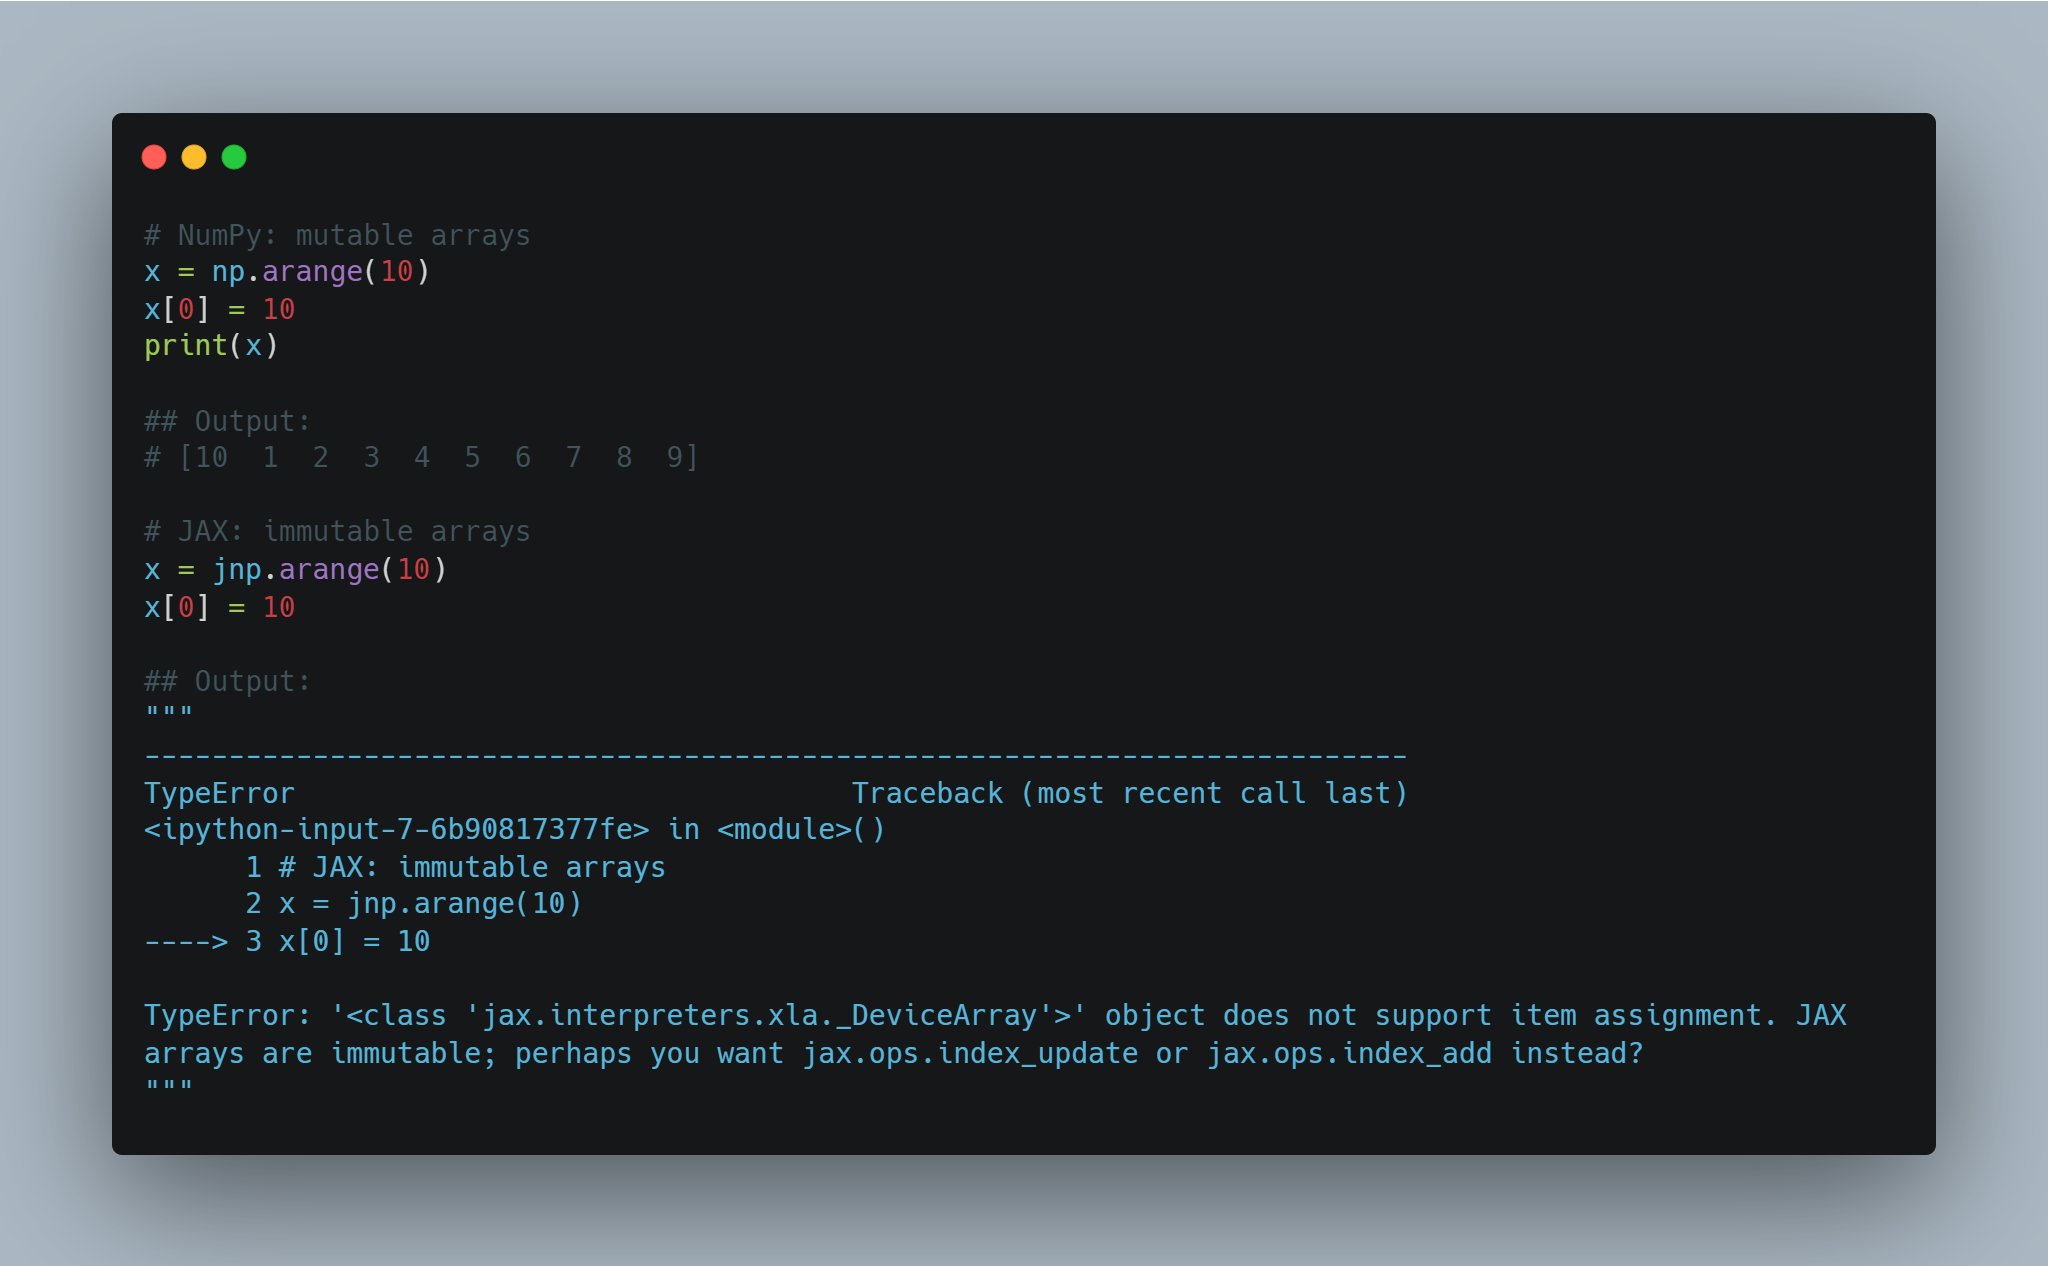 # NumPy: mutable arrays
x = np.arange(10)
x[0] = 10
print(x)
## Output:
# [10  1  2  3  4  5  6  7  8  9]
# JAX: immutable arrays
x = jnp.arange(10)
x[0] = 10
## Output:
"""
---------------------------------------------------------------------------
TypeError                                 Traceback (most recent call last)
<ipython-input-7-6b90817377fe> in <module>()
      1 # JAX: immutable arrays
      2 x = jnp.arange(10)
----> 3 x[0] = 10
TypeError: '<class 'jax.interpreters.xla._DeviceArray'>' object does not support item assignment. JAX
arrays are immutable; perhaps you want jax.ops.index_update or jax.ops.index_add instead?
"""